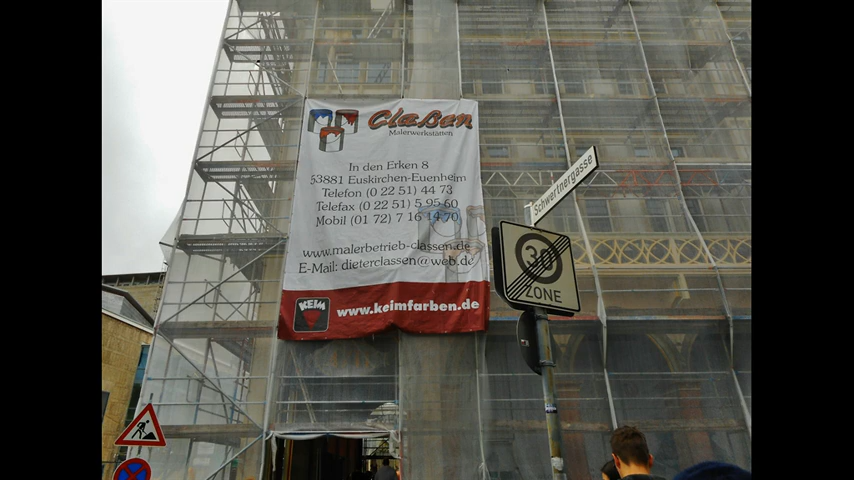 Claßen
Malerwerkstätten
In den Erken 8
53881 Euskirchen-Euenheim
Telefon (0 22 51) 44 73
Telefax (0 22 51) 5 95 60
Mobil (01 72) 7 16 14 70
www.malerbetrieb-classen.de
E-Mail: dieterclassen@web.de
KEIM
www.keimfarben.de
Schwertnergasse
30
ZONE